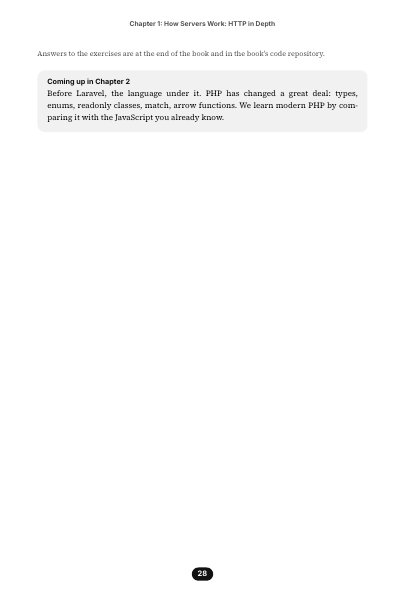 Chapter 1: How Servers Work: HTTP in Depth
Answers to the exercises are at the end of the book and in the book's code repository.
Coming up in Chapter 2
Before Laravel, the language under it. PHP has changed a great deal: types,
enums, readonly classes, match, arrow functions. We learn modern PHP by com-
paring it with the JavaScript you already know.
28